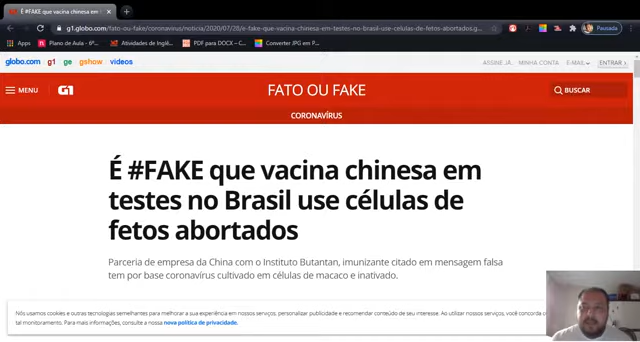 É #FAKE que vacina chinesa em
g1.globo.com/fato-ou-fake/coronavirus/noticia/2020/07/28/e-fake-que-vacina-chinesa-em-testes-no-brasil-use-celulas-de-fetos-abortados.g...
Pausada
Apps Plano de Aula - 6º... Atividades de Inglê... PDF para DOCX – C... Converter JPG em P...
globo.com g1 ge gshow vídeos ASSINE JÁ MINHA CONTA E-MAIL ENTRAR
MENU G1 FATO OU FAKE BUSCAR
CORONAVÍRUS
É #FAKE que vacina chinesa em
testes no Brasil use células de
fetos abortados
Parceria de empresa da China com o Instituto Butantan, imunizante citado em mensagem falsa
tem por base coronavírus cultivado em células de macaco e inativado.
Nós usamos cookies e outras tecnologias semelhantes para melhorar a sua experiência em nossos serviços, personalizar publicidade e recomendar conteúdo de seu interesse. Ao utilizar nossos serviços, você concorda
tal monitoramento. Para mais informações, consulte a nossa nova política de privacidade.